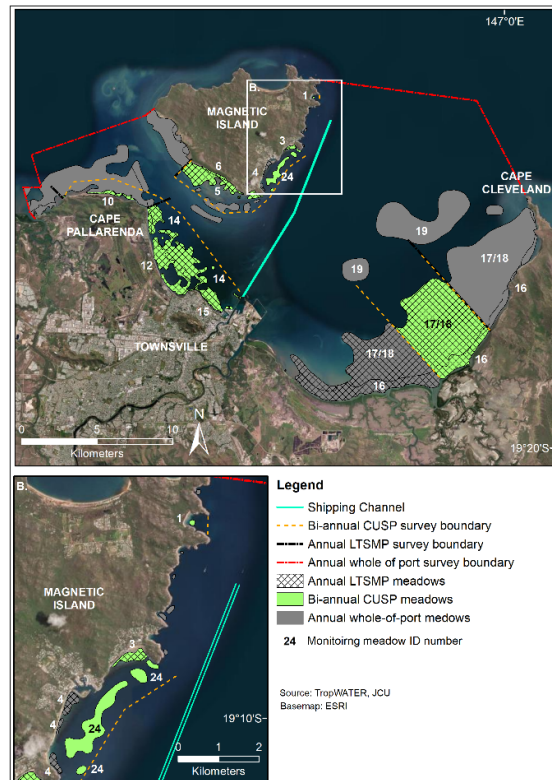 147°0'E
B.
1
MAGNETIC
ISLAND
3
4
24
6
5
10
CAPE
PALLARENDA
14
12
14
15
TOWNSVILLE
CAPE
CLEVELAND
19
19
17/18
16
17/18
16
17/18
16
N
0 5 10
Kilometers
19°20'S
B.
1
MAGNETIC
ISLAND
3
24
4
24
4
4
24
19°10'S
0 1 2
Kilometers
Legend
Shipping Channel
Bi-annual CUSP survey boundary
Annual LTSMP survey boundary
Annual whole of port survey boundary
Annual LTSMP meadows
Bi-annual CUSP meadows
Annual whole-of-port medows
24 Monitoirng meadow ID number
Source: TropWATER, JCU
Basemap: ESRI